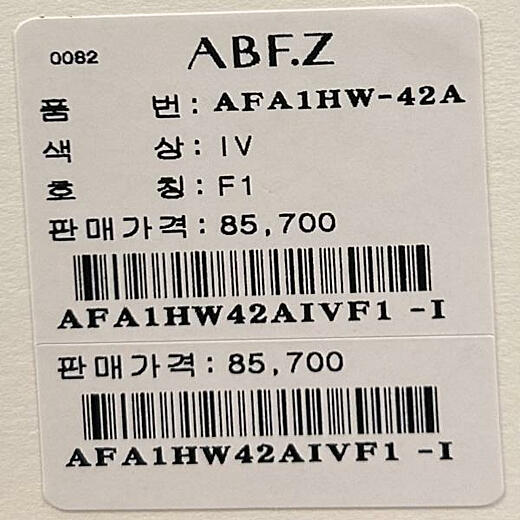 0082 ABF.Z
품 번: AFA1HW-42A
색 상: IV
호 칭: F1
판매가격: 85,700
AFA1HW42AIVF1 -I
판매가격: 85,700
AFA1HW42AIVF1 -I